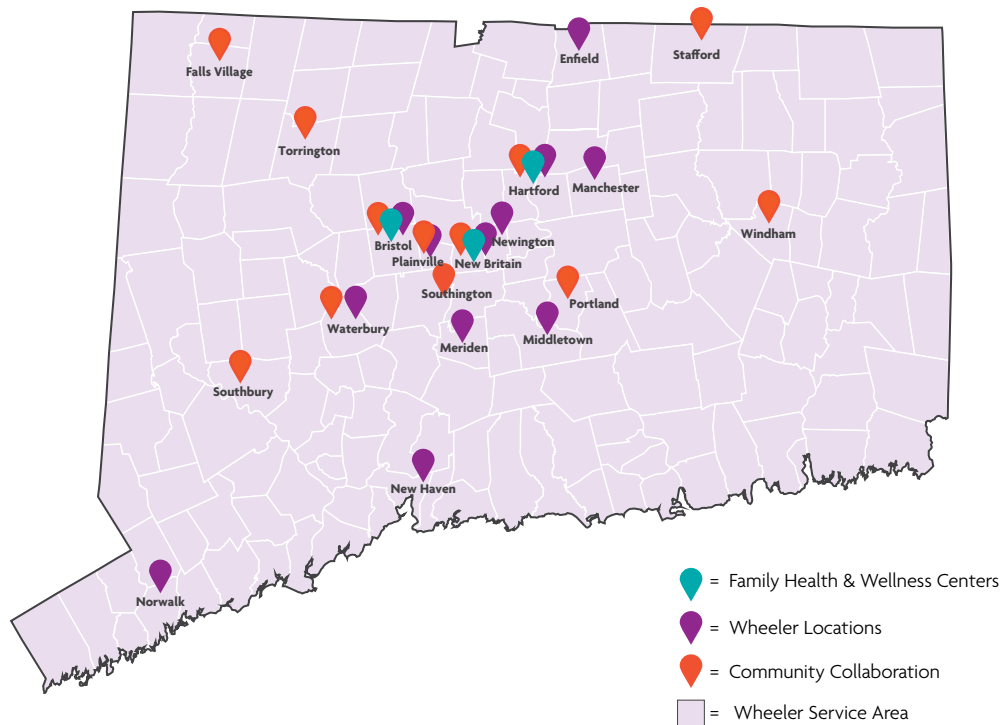 Falls Village
Enfield
Stafford
Torrington
Hartford
Manchester
Bristol
Newington
Windham
Plainville
New Britain
Southington
Portland
Waterbury
Middletown
Meriden
Southbury
New Haven
Norwalk
= Family Health & Wellness Centers
= Wheeler Locations
= Community Collaboration
= Wheeler Service Area